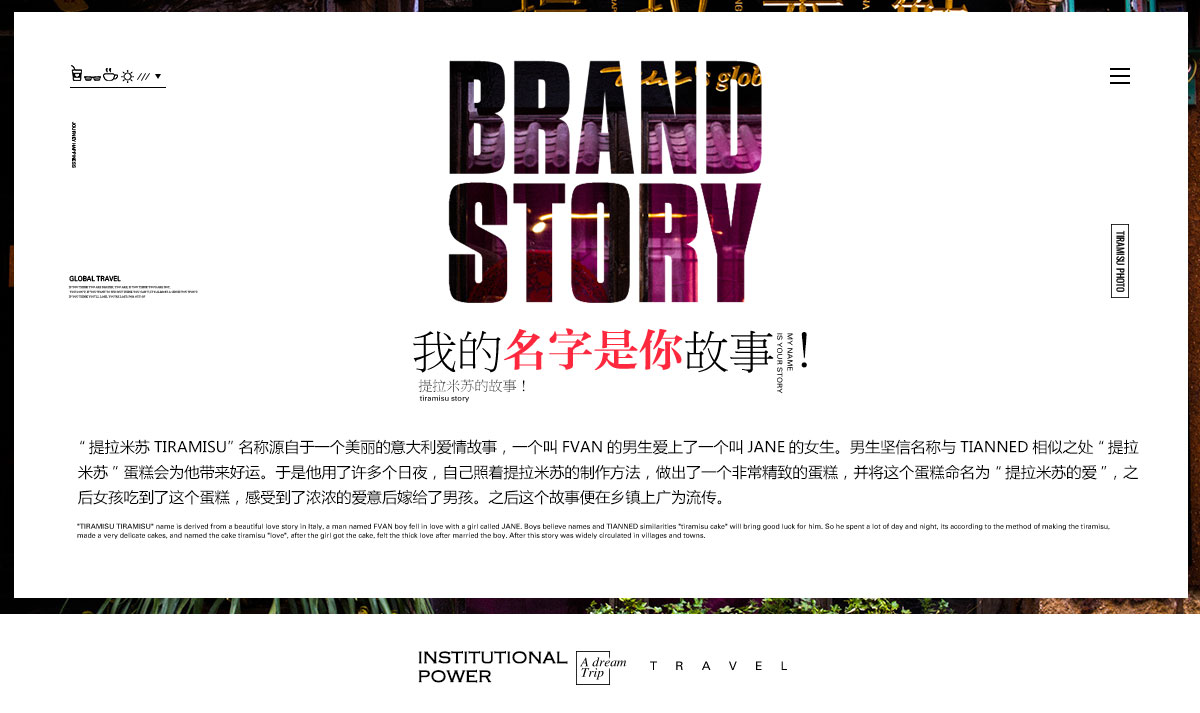 JOURNEY HAPPINESS
BRAND
STORY
GLOBAL TRAVEL
TIRAMISU PHOTO
我的名字是你故事！
MY NAME
IS YOUR STORY
提拉米苏的故事！
tiramisu story
“ 提拉米苏 TIRAMISU” 名称源自于一个美丽的意大利爱情故事，一个叫 FVAN 的男生爱上了一个叫 JANE 的女生。男生坚信名称与 TIANNED 相似之处 “ 提拉
米苏 ” 蛋糕会为他带来好运。于是他用了许多个日夜，自己照着提拉米苏的制作方法，做出了一个非常精致的蛋糕，并将这个蛋糕命名为 “ 提拉米苏的爱 ”，之
后女孩吃到了这个蛋糕，感受到了浓浓的爱意后嫁给了男孩。之后这个故事便在乡镇上广为流传。
"TIRAMISU TIRAMISU" name is derived from a beautiful love story in Italy, a man named FVAN boy fell in love with a girl called JANE. Boys believe names and TIANNED similarities "tiramisu cake" will bring good luck for him. So he spent a lot of day and night, its according to the method of making the tiramisu,
made a very delicate cakes, and named the cake tiramisu "love", after the girl got the cake, felt the thick love after married the boy. After this story was widely circulated in villages and towns.
INSTITUTIONAL
POWER
A dream
Trip
TRAVEL